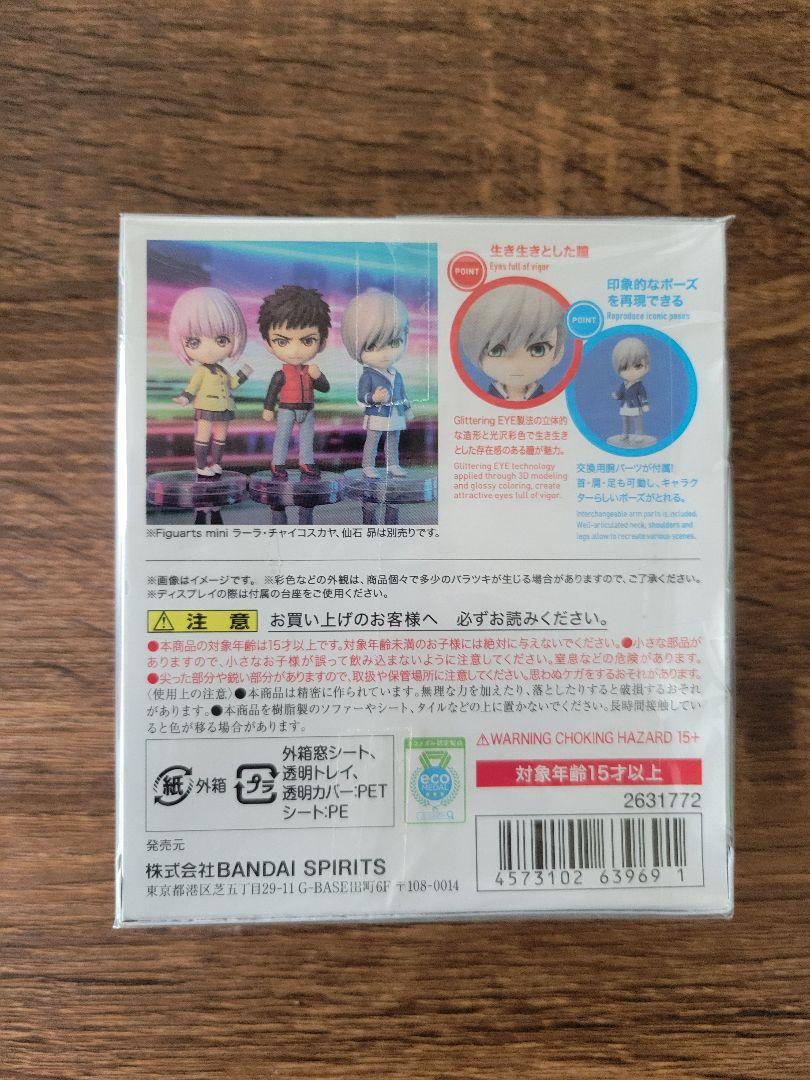 POINT
生き生きとした瞳
Eyes full of vigor
POINT
印象的なポーズ
を再現できる
Reproduce iconic poses
Glittering EYE製法の立体的
な造形と光沢彩色で生き生き
とした存在感のある瞳が魅力。
Glittering EYE technology
applied through 3D modeling
and glossy coloring, create
attractive eyes full of vigor.
交換用腕パーツが付属!
首・肩・足も可動し、キャラクタ
ーらしいポーズがとれる。
Interchangeable arm parts is included.
Well-articulated neck, shoulders and
legs allow to recreate various scenes.
※Figuarts mini ラーラ・チャイコスカヤ、仙石 昴は別売りです。
※画像はイメージです。 ※彩色などの外観は、商品個々で多少のバラツキが生じる場合がありますので、ご了承ください。
※ディスプレイの際は付属の台座をご使用ください。
注 意 お買い上げのお客様へ 必ずお読みください。
●本商品の対象年齢は15才以上です。対象年齢未満のお子様には絶対に与えないでください。●小さな部品が
ありますので、小さなお子様が誤って飲み込まないように注意してください。窒息などの危険があります。
●尖った部分や鋭い部分がありますので、取扱や保管場所に注意してください。思わぬケガをするおそれがあります。
〈使用上の注意〉●本商品は精密に作られています。無理な力を加えたり、落としたりすると破損するおそれ
があります。●本商品を樹脂製のソファーやシート、タイルなどの上に置かないでください。長時間接触してい
ると色が移る場合があります。
紙 外箱
プラ
外箱窓シート、
透明トレイ、
透明カバー:PET
シート:PE
eco
MEDAL
⚠WARNING CHOKING HAZARD 15+
対象年齢15才以上
2631772
4573102 639691
発売元
株式会社BANDAI SPIRITS
東京都港区芝五丁目29-11 G-BASE田町6F 〒108-0014